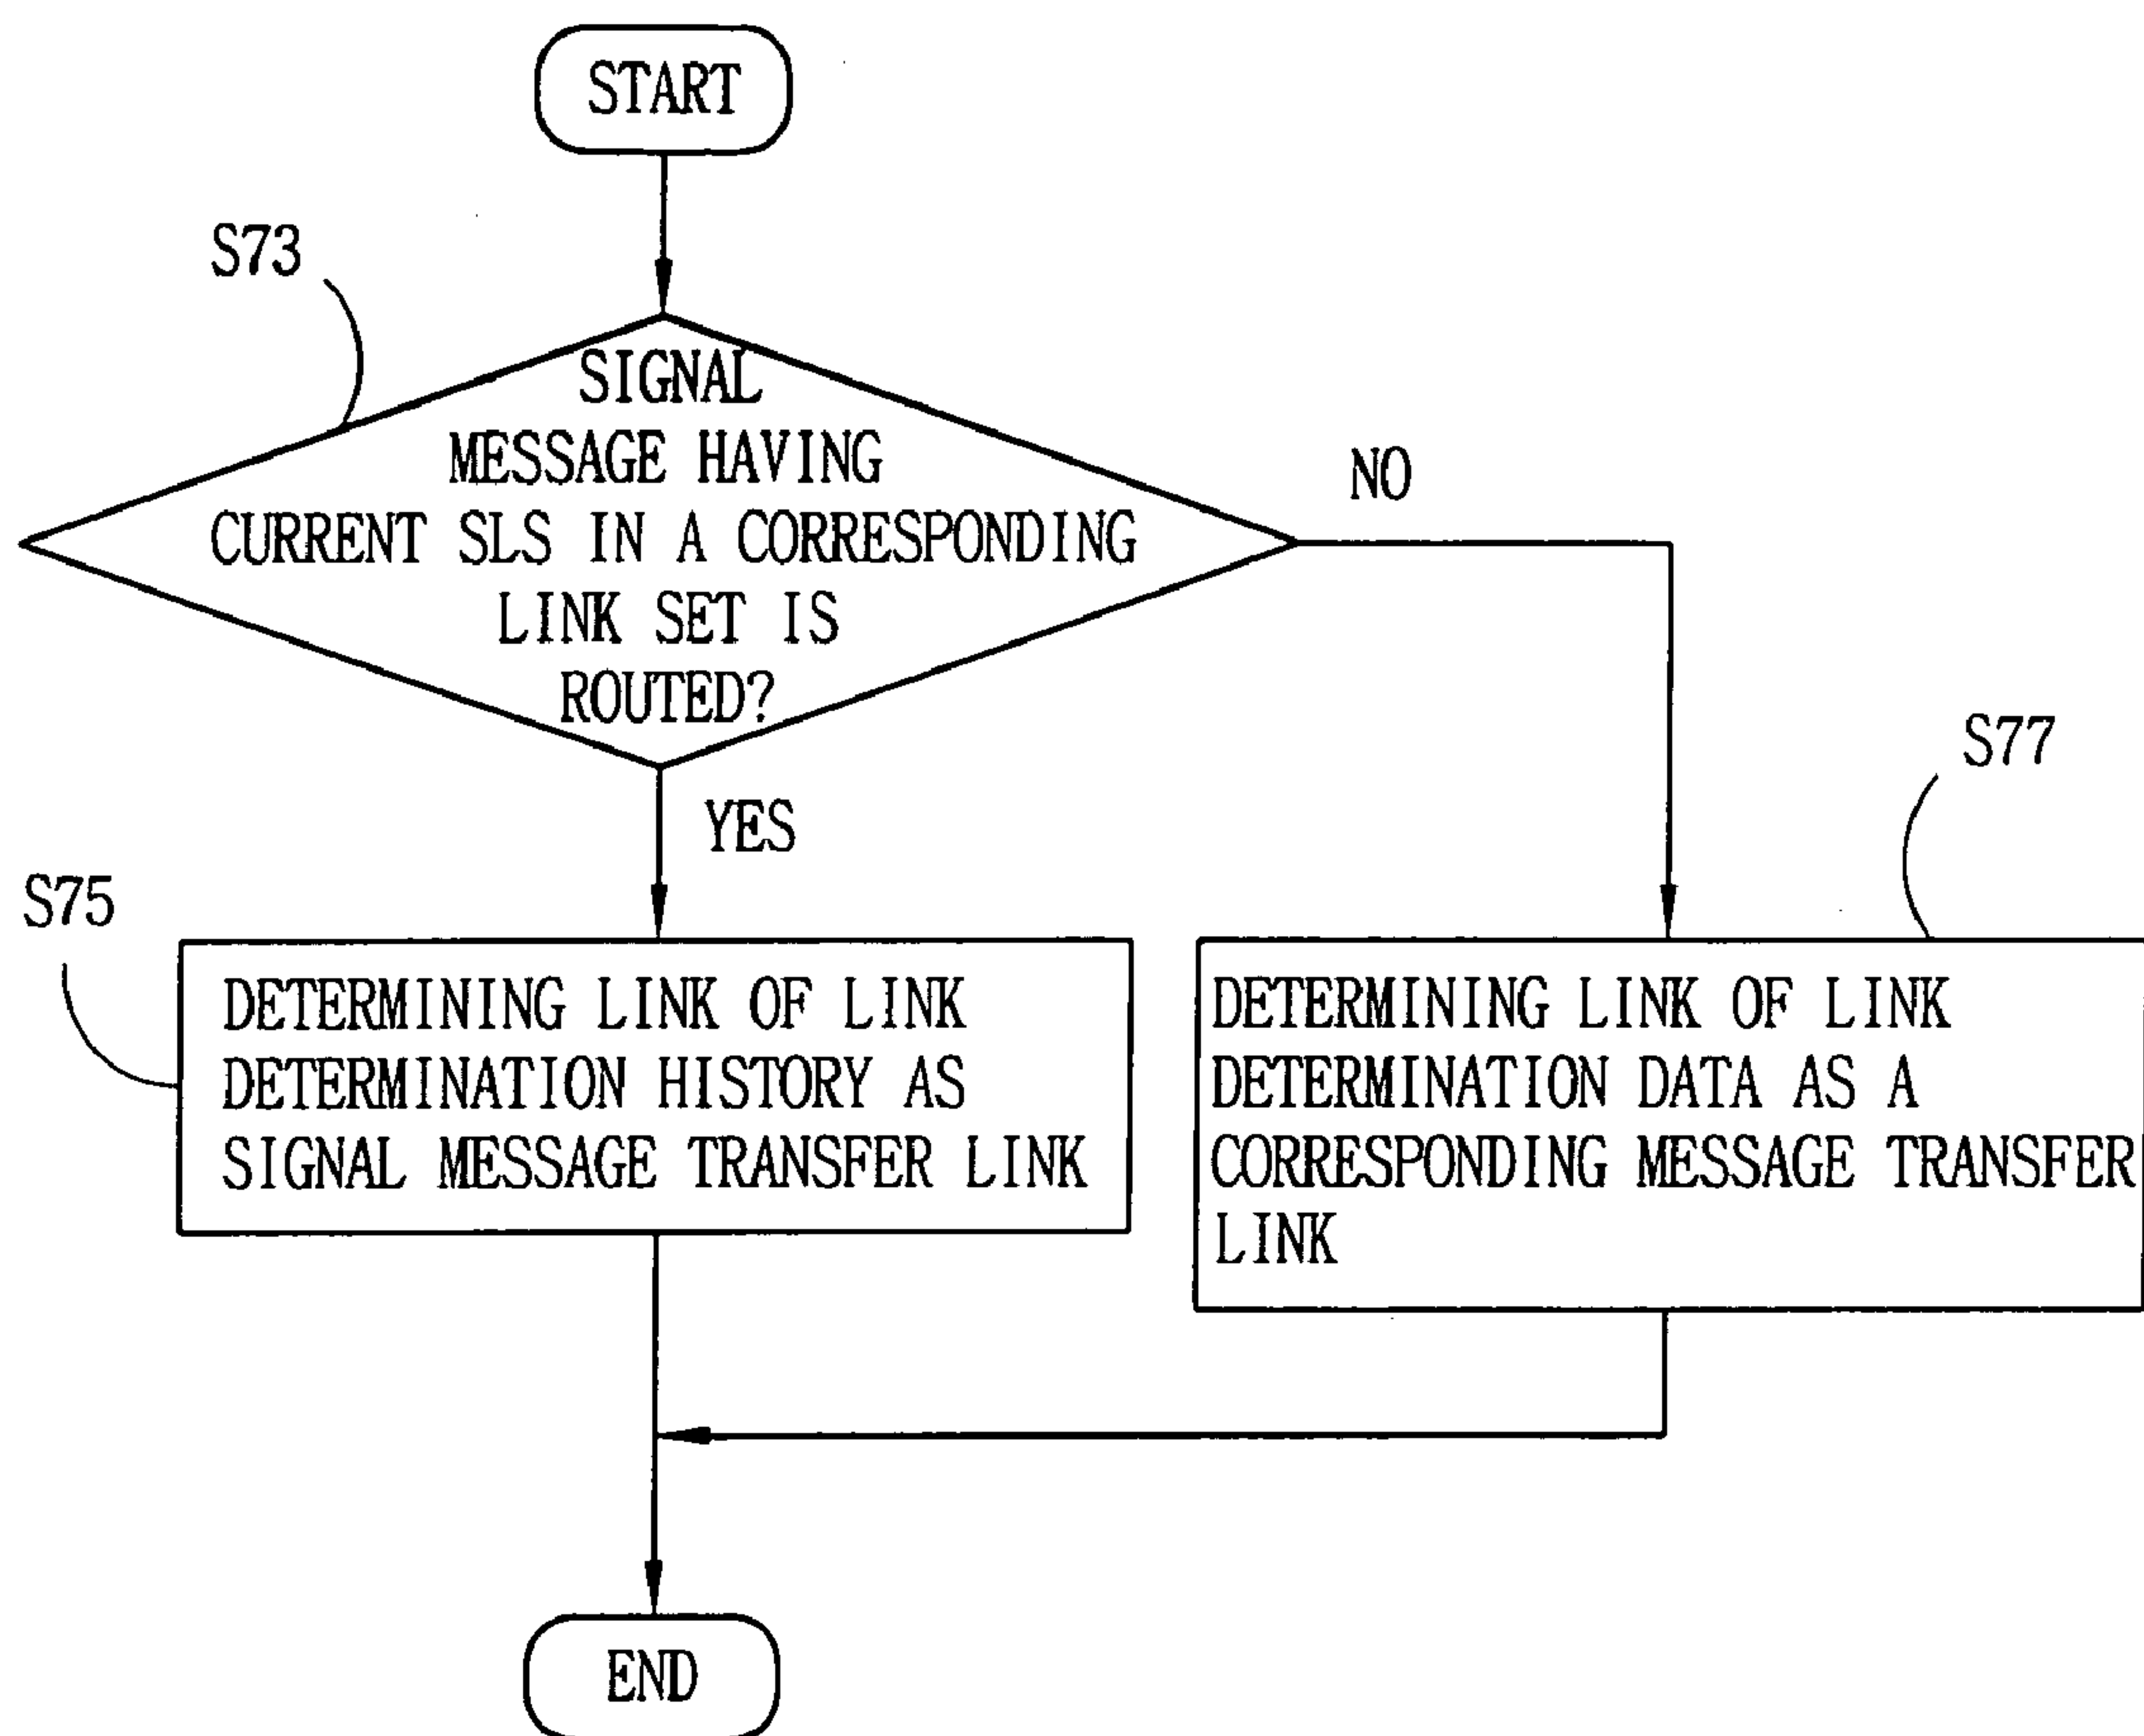 START
S73
SIGNAL
MESSAGE HAVING
CURRENT SLS IN A CORRESPONDING
LINK SET IS
ROUTED?
NO
YES
S77
S75
DETERMINING LINK OF LINK
DETERMINATION HISTORY AS
SIGNAL MESSAGE TRANSFER LINK
DETERMINING LINK OF LINK
DETERMINATION DATA AS A
CORRESPONDING MESSAGE TRANSFER
LINK
END